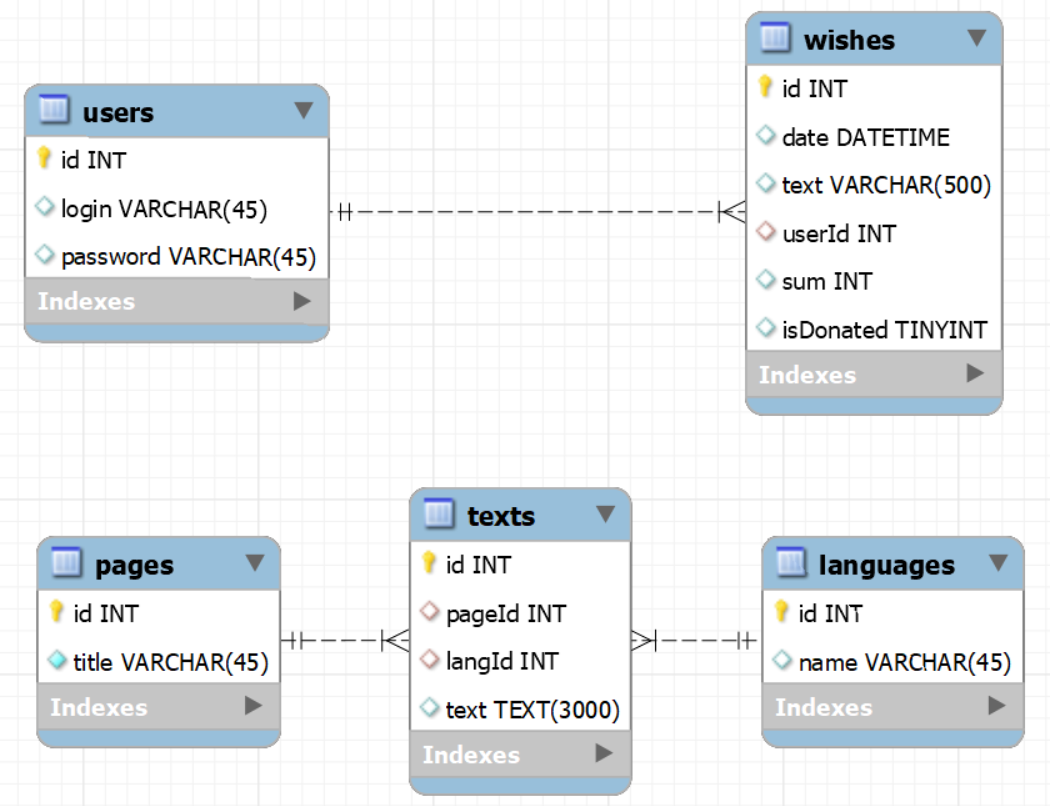 users
id INT
login VARCHAR(45)
password VARCHAR(45)
Indexes
wishes
id INT
date DATETIME
text VARCHAR(500)
userId INT
sum INT
isDonated TINYINT
Indexes
pages
id INT
title VARCHAR(45)
Indexes
texts
id INT
pageId INT
langId INT
text TEXT(3000)
Indexes
languages
id INT
name VARCHAR(45)
Indexes